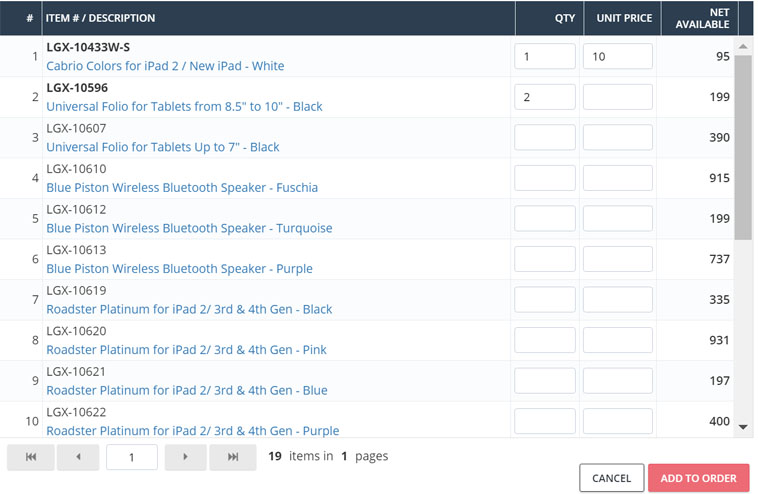 # ITEM # / DESCRIPTION QTY UNIT PRICE NET AVAILABLE
1 LGX-10433W-S 1 10 95
Cabrio Colors for iPad 2 / New iPad - White
2 LGX-10596 2 199
Universal Folio for Tablets from 8.5" to 10" - Black
3 LGX-10607 390
Universal Folio for Tablets Up to 7" - Black
4 LGX-10610 915
Blue Piston Wireless Bluetooth Speaker - Fuschia
5 LGX-10612 199
Blue Piston Wireless Bluetooth Speaker - Turquoise
6 LGX-10613 737
Blue Piston Wireless Bluetooth Speaker - Purple
7 LGX-10619 335
Roadster Platinum for iPad 2/ 3rd & 4th Gen - Black
8 LGX-10620 931
Roadster Platinum for iPad 2/ 3rd & 4th Gen - Pink
9 LGX-10621 197
Roadster Platinum for iPad 2/ 3rd & 4th Gen - Blue
10 LGX-10622 400
Roadster Platinum for iPad 2/ 3rd & 4th Gen - Purple
1 19 items in 1 pages
CANCEL ADD TO ORDER